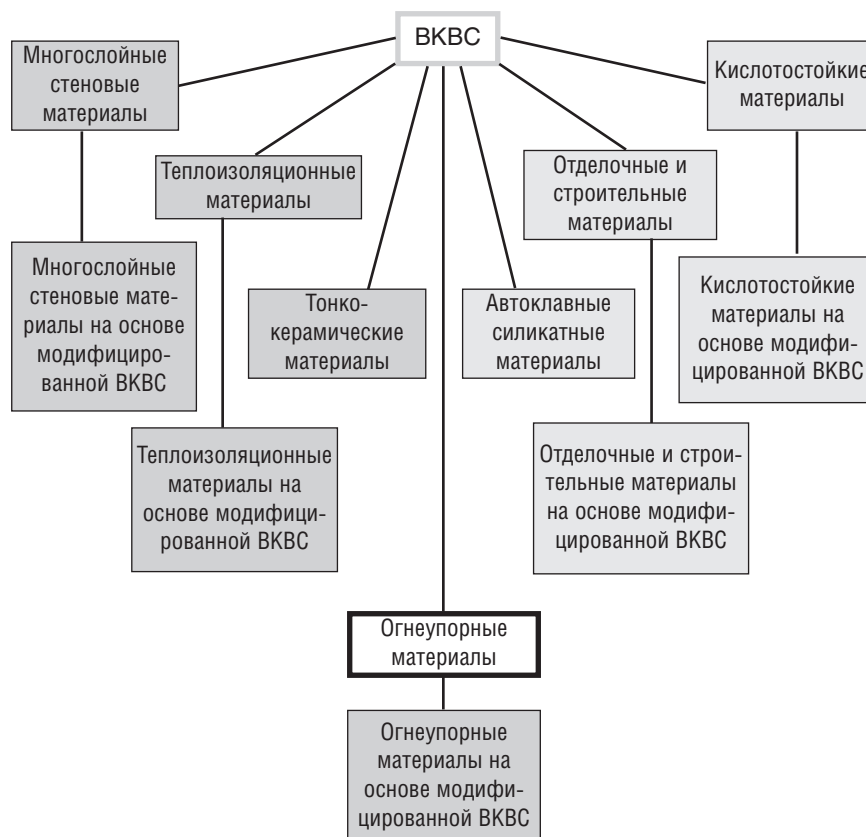 ВКВС
Многослойные
стеновые
материалы
Кислотостойкие
материалы
Теплоизоляционные
материалы
Отделочные и
строительные
материалы
Многослойные
стеновые мате-
риалы на основе
модифициро-
ванной ВКВС
Тонко-
керамические
материалы
Автоклавные
силикатные
материалы
Кислотостойкие
материалы на
основе модифи-
цированной ВКВС
Теплоизоляционные
материалы на
основе модифици-
рованной ВКВС
Отделочные и строи-
тельные материалы
на основе модифи-
цированной ВКВС
Огнеупорные
материалы
Огнеупорные
материалы на
основе модифи-
цированной ВКВС